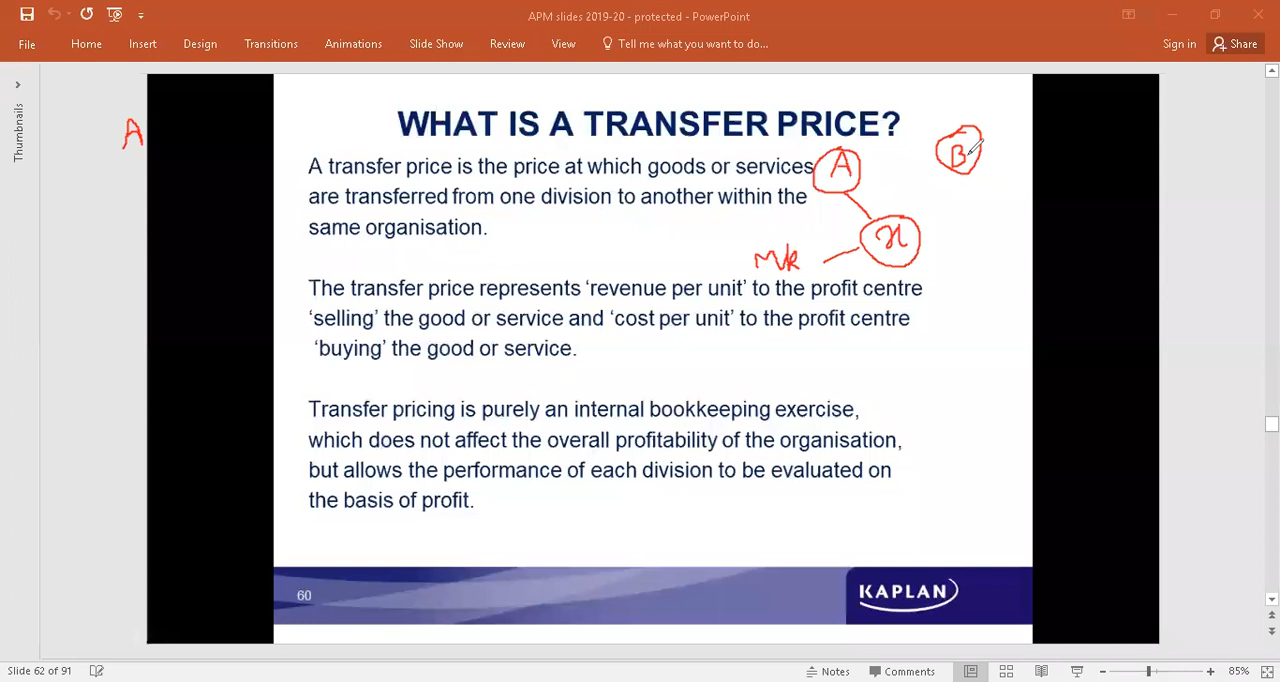 APM slides 2019-20 - protected - PowerPoint
File Home Insert Design Transitions Animations Slide Show Review View Tell me what you want to do... Sign in Share
Thumbnails
A
WHAT IS A TRANSFER PRICE?
A transfer price is the price at which goods or services
are transferred from one division to another within the
same organisation.
A
B
x
The transfer price represents ‘revenue per unit’ to the profit centre
‘selling’ the good or service and ‘cost per unit’ to the profit centre
‘buying’ the good or service.
Transfer pricing is purely an internal bookkeeping exercise,
which does not affect the overall profitability of the organisation,
but allows the performance of each division to be evaluated on
the basis of profit.
60
KAPLAN
Slide 62 of 91 Notes Comments 85%